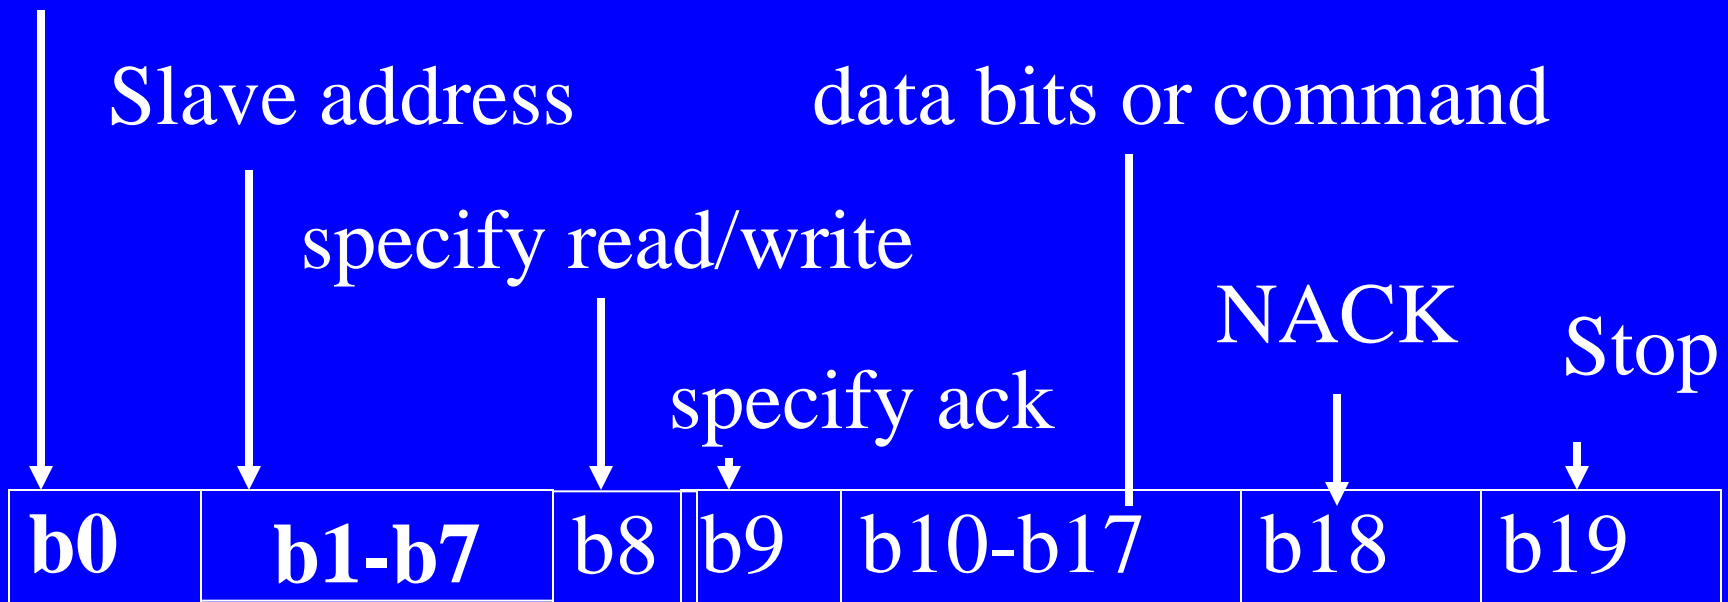 Slave address
data bits or command
specify read/write
NACK
Stop
specify ack
b0
b1-b7
b8
b9
b10-b17
b18
b19